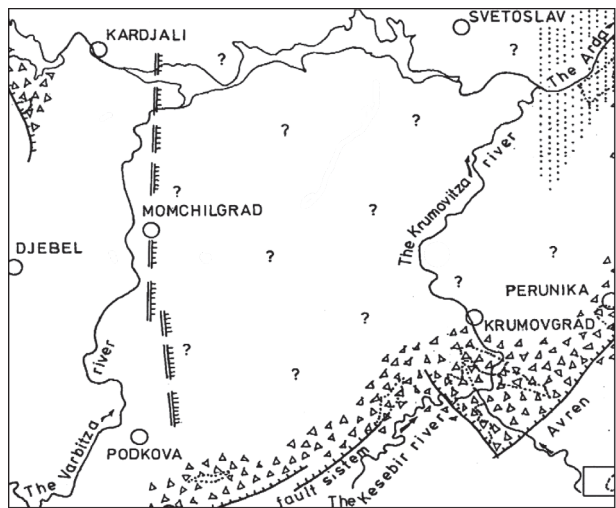 SVETOSLAV
KARDJALI
?
?
The Arda
?
?
The Krumovitza river
?
?
MOMCHILGRAD
DJEBEL
?
?
?
PERUNIKA
KRUMOVGRAD
?
?
?
The Varbitza river
PODKOVA
fault sistem
The Kesebir river
Avren